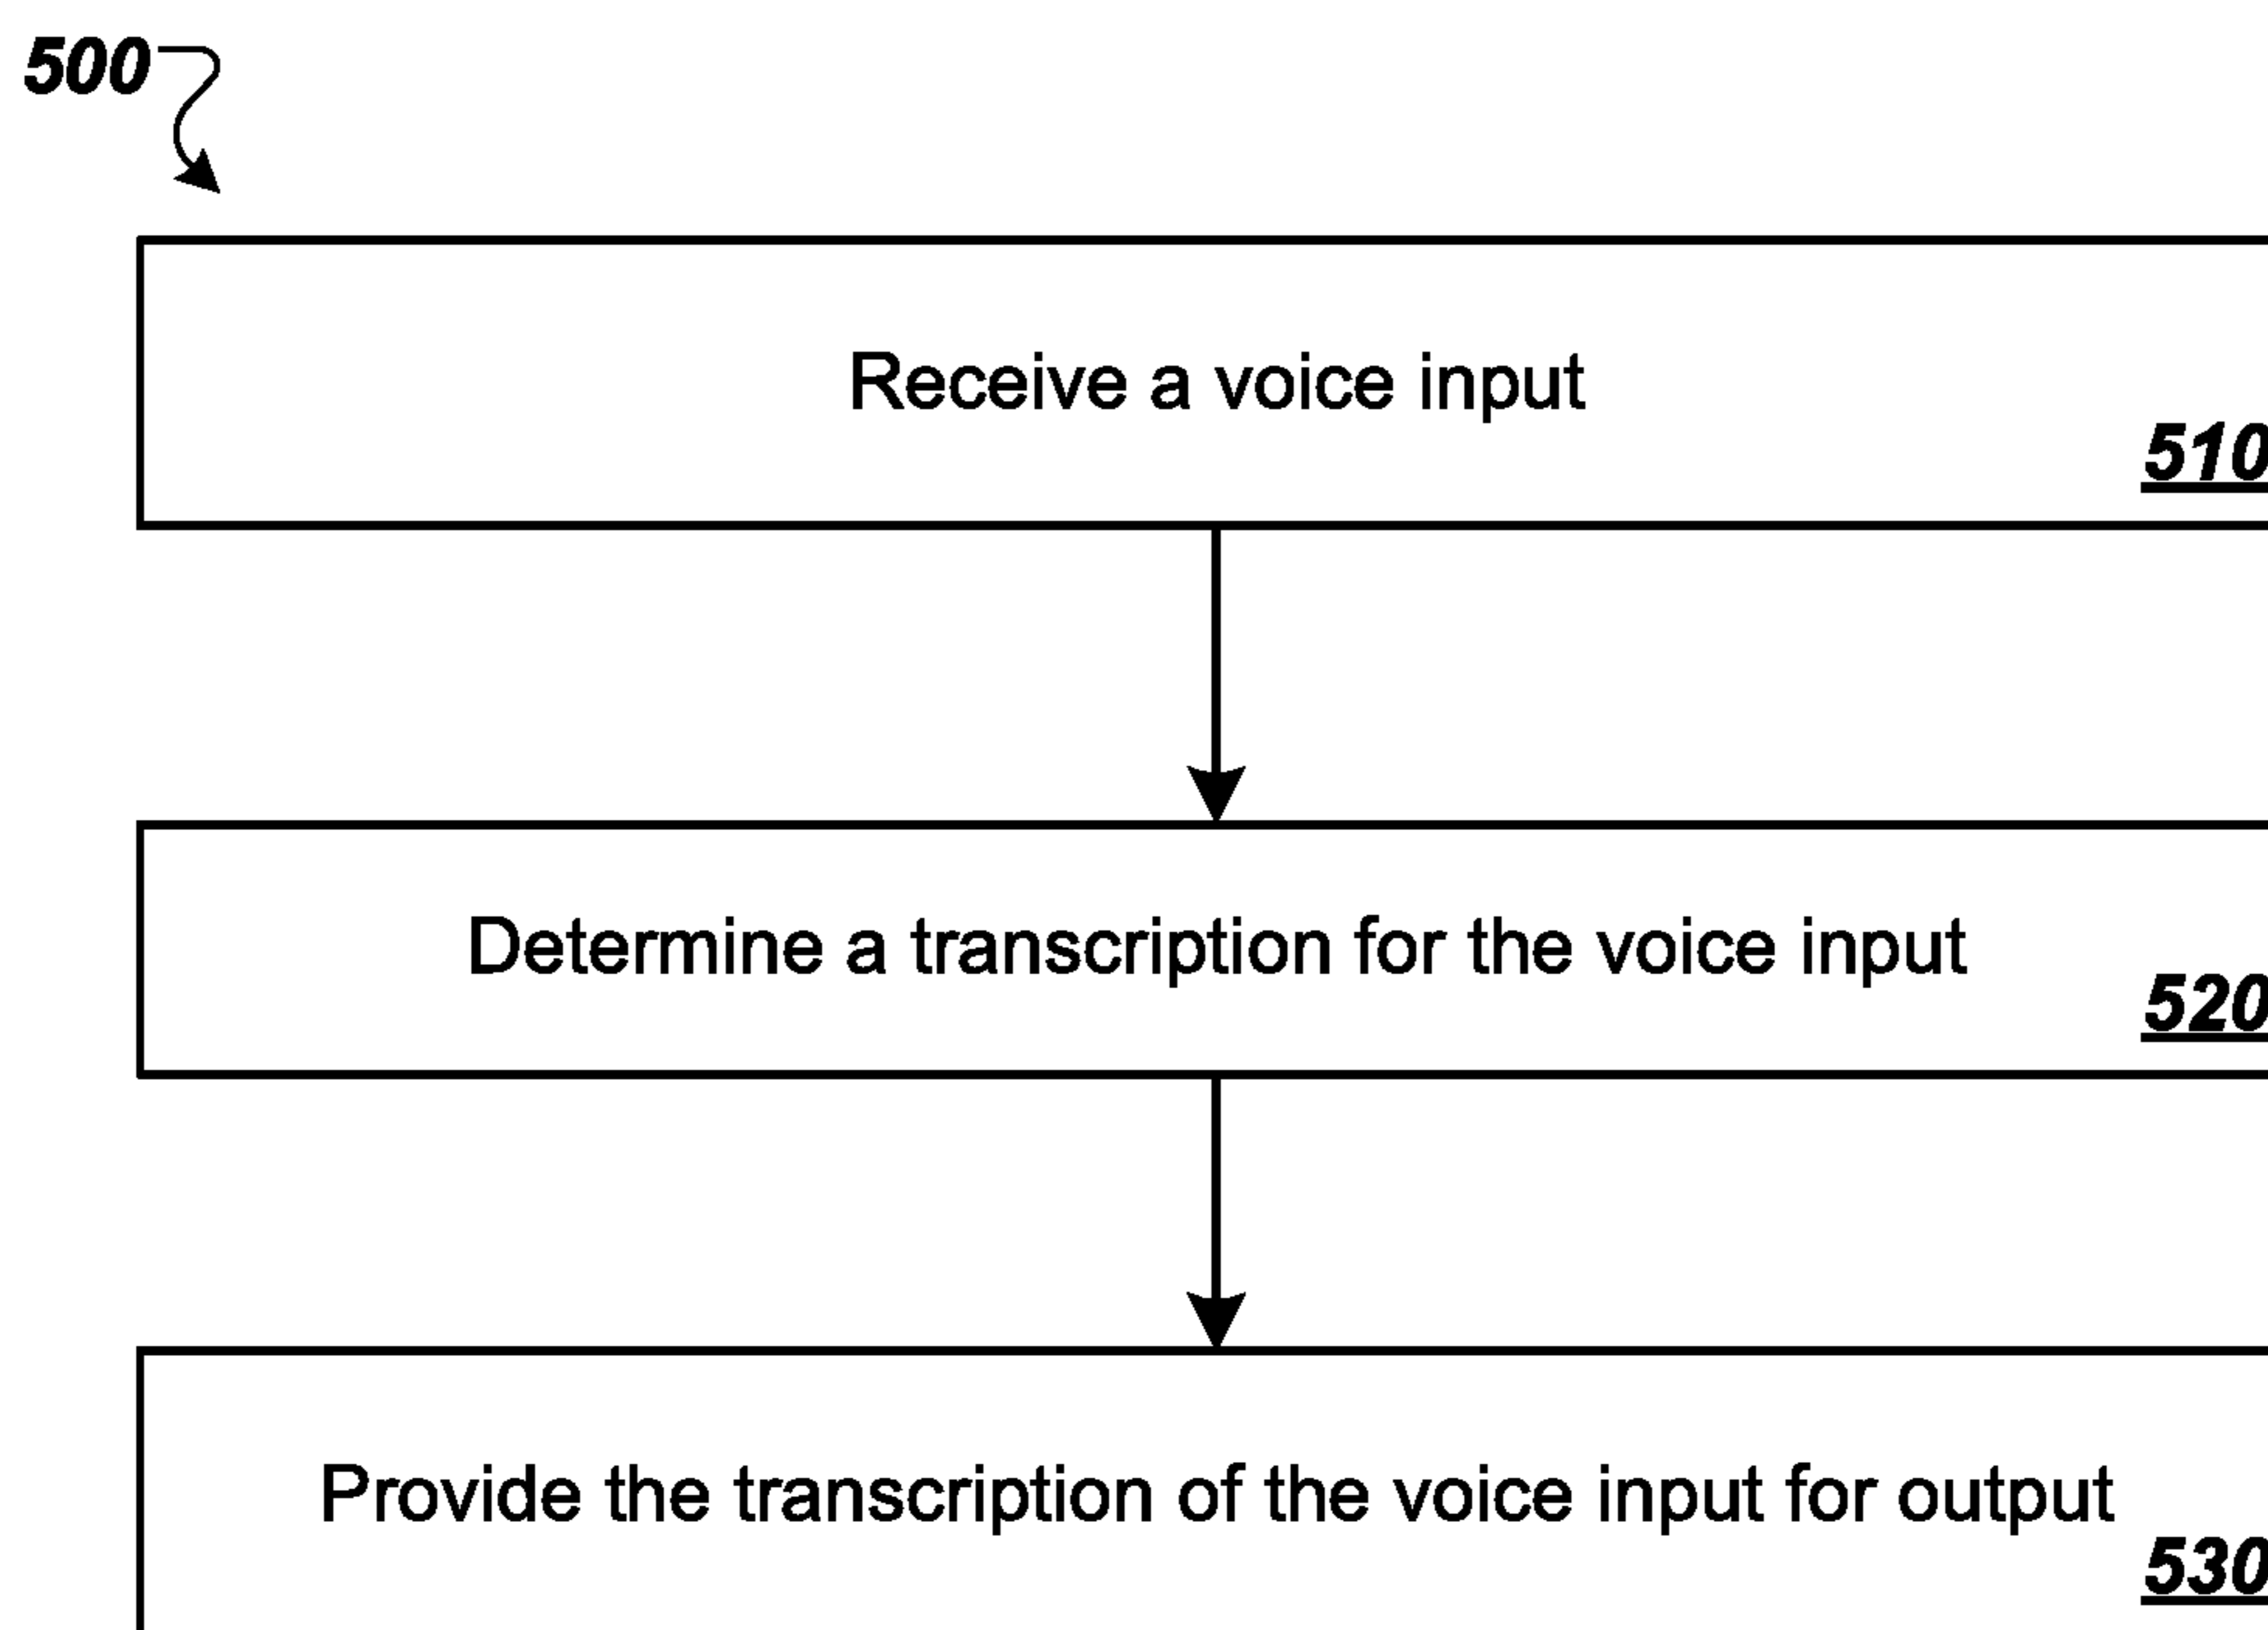 500
Receive a voice input
510
Determine a transcription for the voice input
520
Provide the transcription of the voice input for output
530